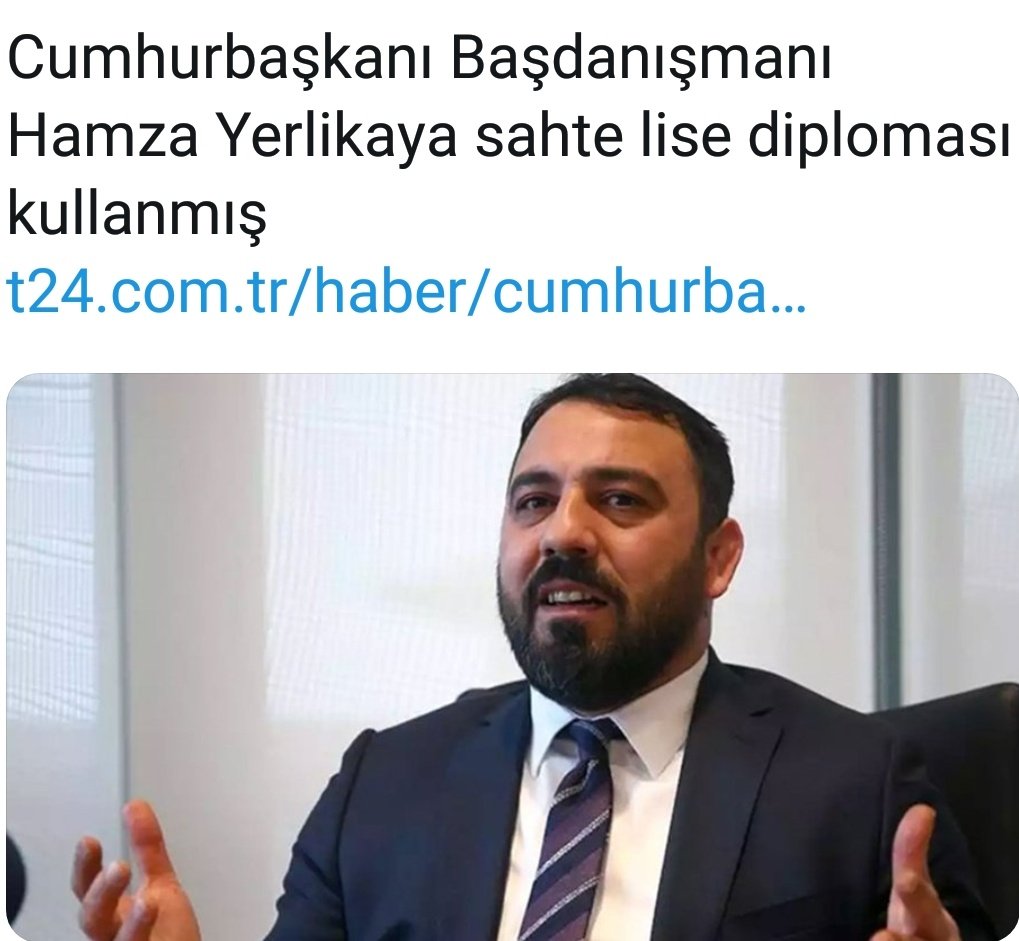 Cumhurbaşkanı Başdanışmanı
Hamza Yerlikaya sahte lise diploması
kullanmış
t24.com.tr/haber/cumhurba...